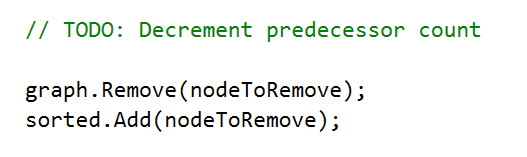 // TODO: Decrement predecessor count
graph.Remove(nodeToRemove);
sorted.Add(nodeToRemove);